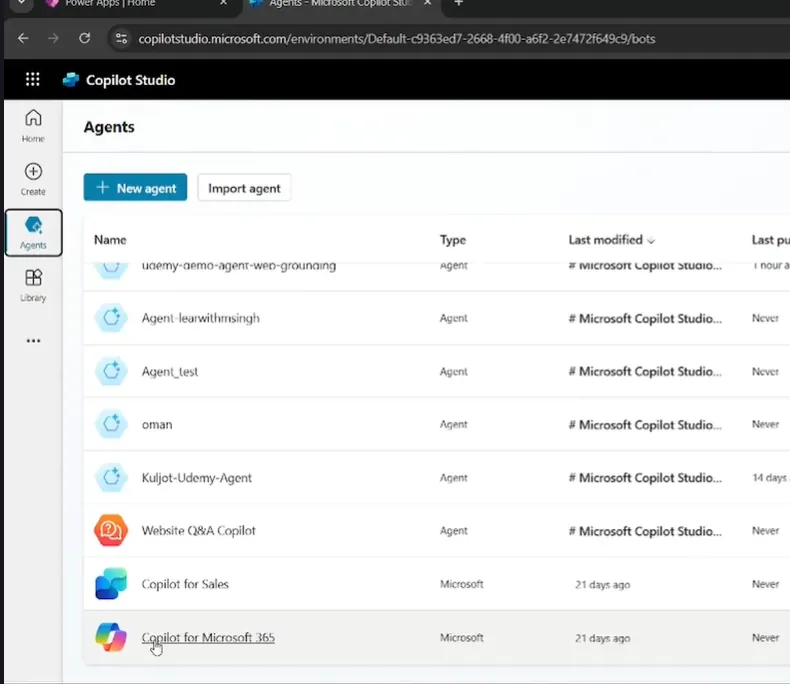 Power Apps | Home
Agents - Microsoft Copilot Stu
copilotstudio.microsoft.com/environments/Default-c9363ed7-2668-4f00-a6f2-2e7472f649c9/bots
Copilot Studio
Home
Create
Agents
Library
Agents
+ New agent Import agent
Name Type Last modified Last pu
udemy-demo-agent-web-grounding Agent # Microsoft Copilot Studio... 1 hour a
Agent-learwithmsingh Agent # Microsoft Copilot Studio... Never
Agent_test Agent # Microsoft Copilot Studio... Never
oman Agent # Microsoft Copilot Studio... Never
Kuljot-Udemy-Agent Agent # Microsoft Copilot Studio... 14 days
Website Q&A Copilot Agent # Microsoft Copilot Studio... Never
Copilot for Sales Microsoft 21 days ago Never
Copilot for Microsoft 365 Microsoft 21 days ago Never